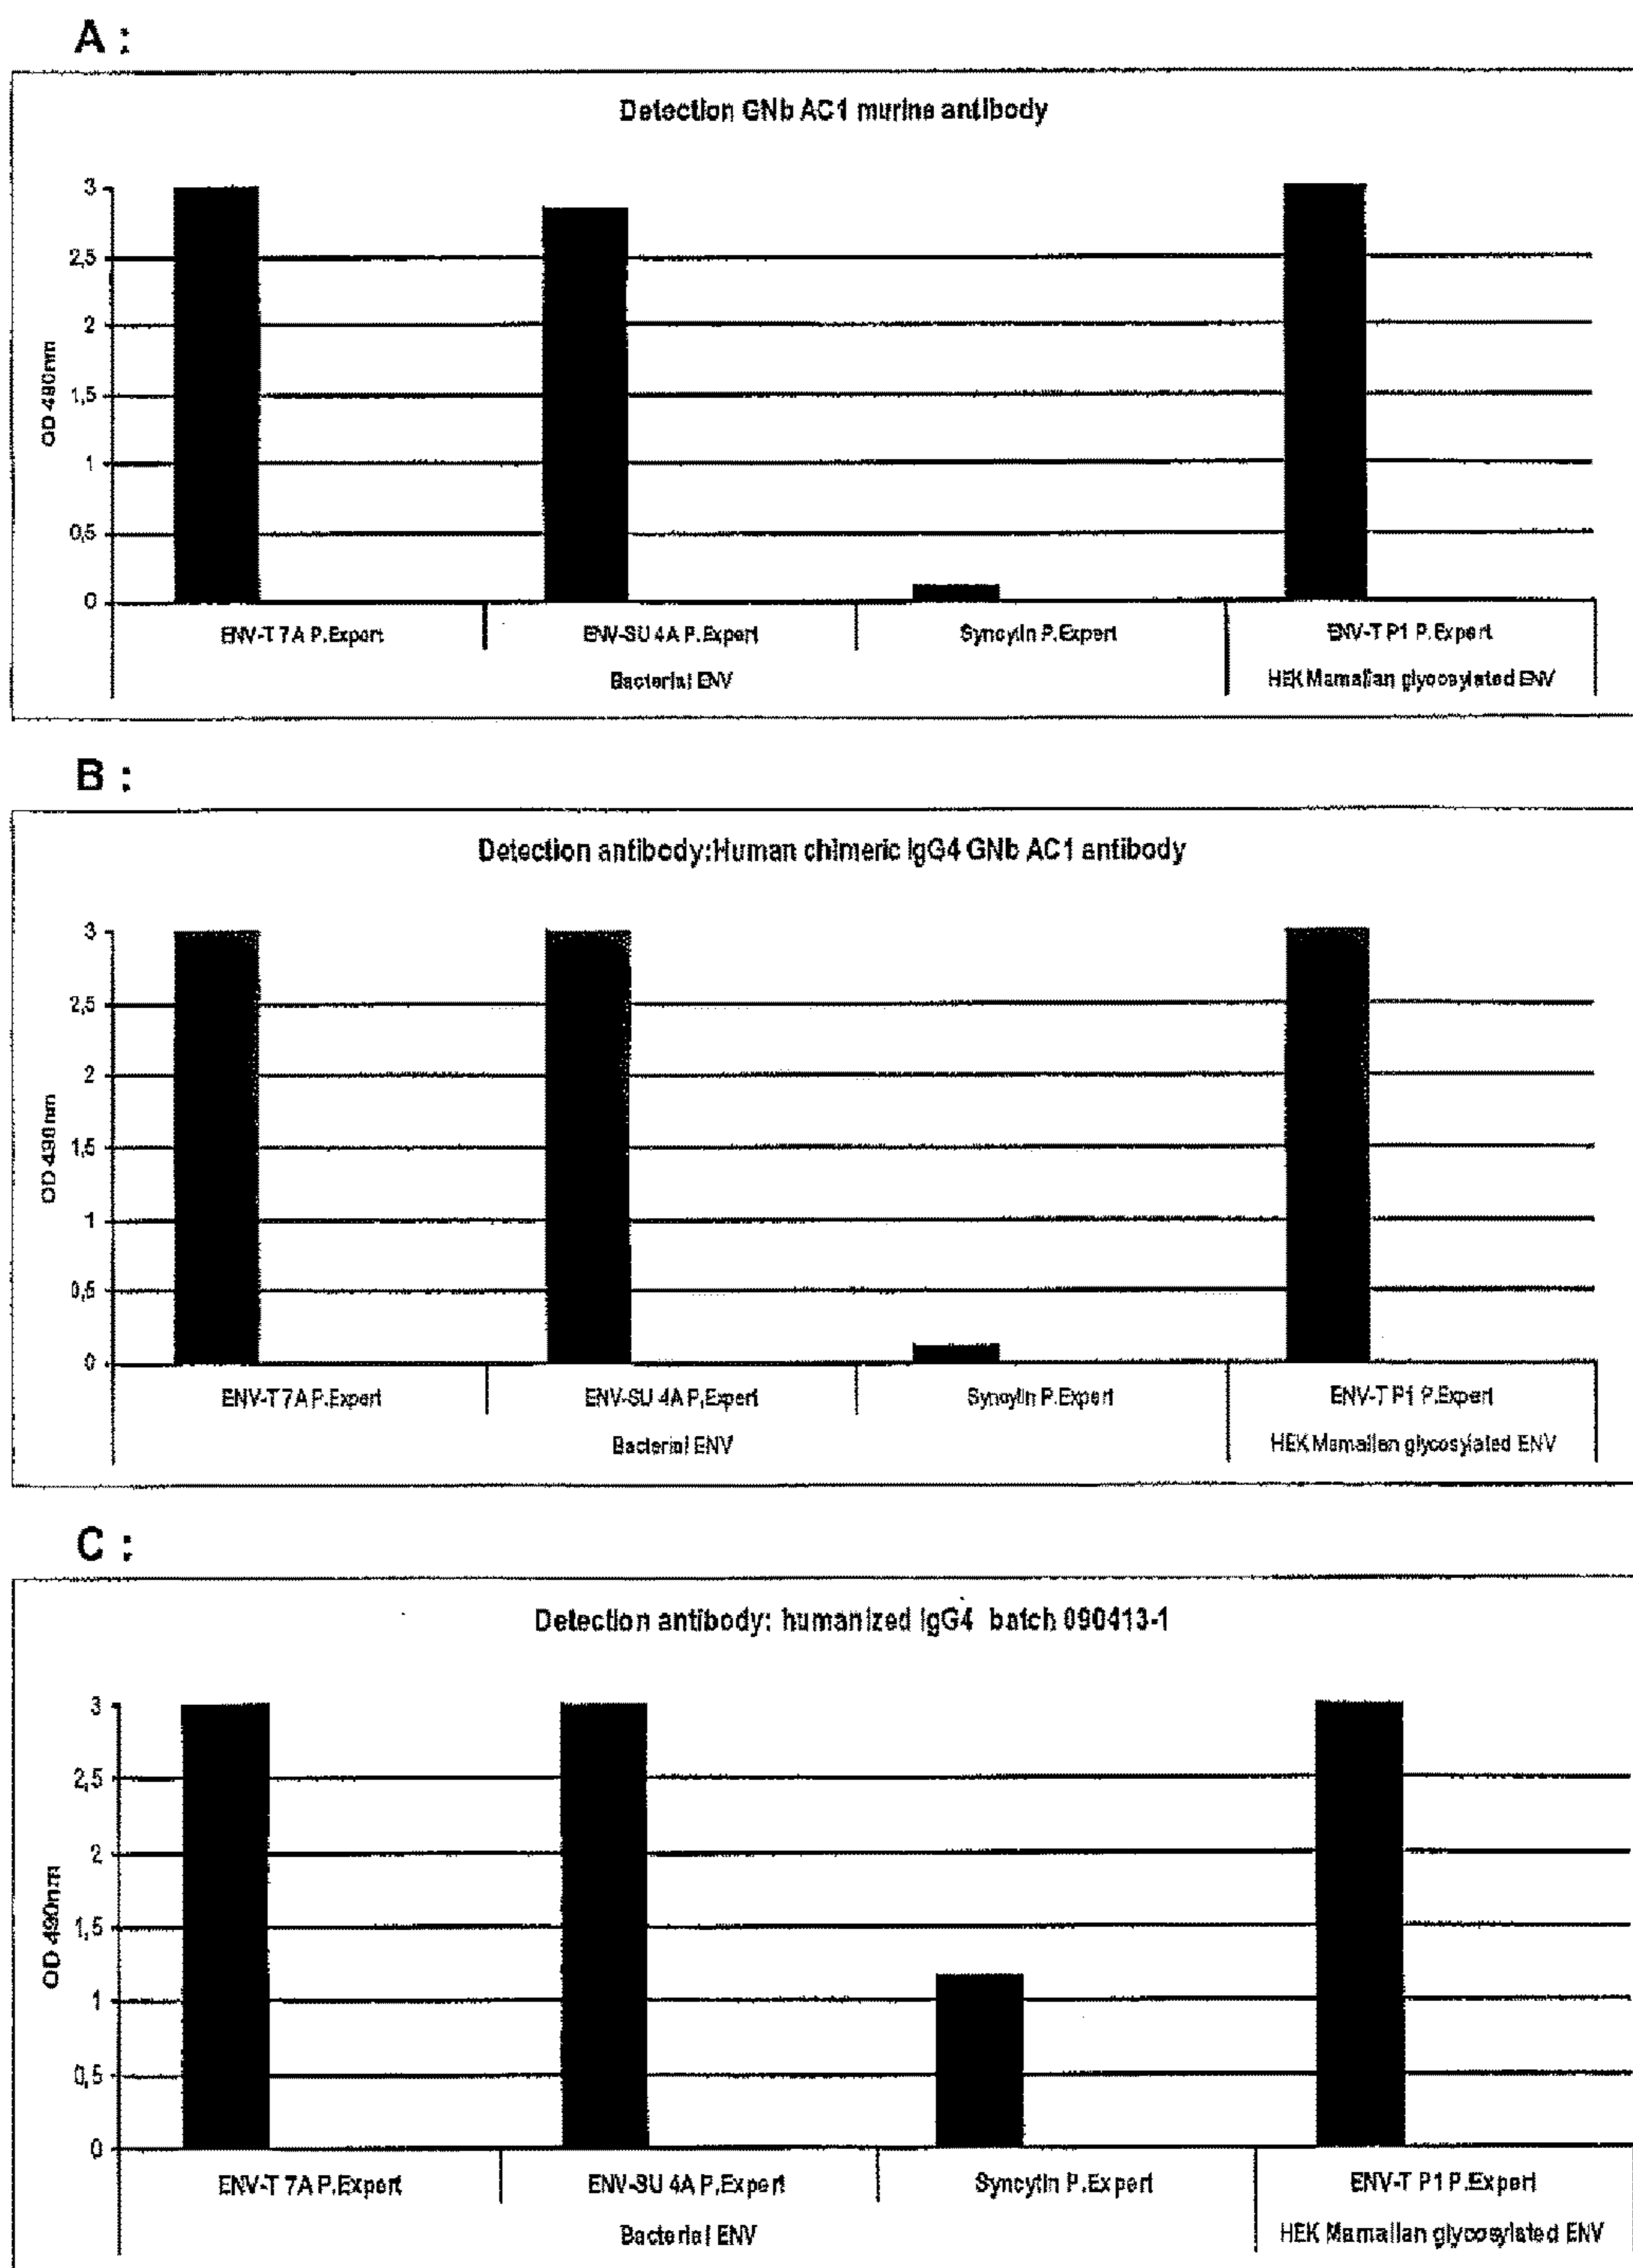 A :
Detection GNb AC1 murine antibody
3
2,5
2
1,5
1
0,5
0
OD 490nm
ENV-T 7A P.Expert
ENV-SU 4A P.Expert
Syncytin P.Expert
ENV-T P1 P.Expert
Bacterial ENV
HEK Mamallan glycosylated ENV
B :
Detection antibody:Human chimeric IgG4 GNb AC1 antibody
3
2,5
2
1,5
1
0,5
0
OD 490nm
ENV-T 7A P.Expert
ENV-SU 4A P.Expert
Syncytin P.Expert
ENV-T P1 P.Expert
Bacterial ENV
HEK Mamallan glycosylated ENV
C :
Detection antibody: humanized IgG4 batch 090413-1
3
2,5
2
1,5
1
0,5
0
OD 490nm
ENV-T 7A P.Expert
ENV-SU 4A P.Expert
Syncytin P.Expert
ENV-T P1 P.Expert
Bacterial ENV
HEK Mamallan glycosylated ENV